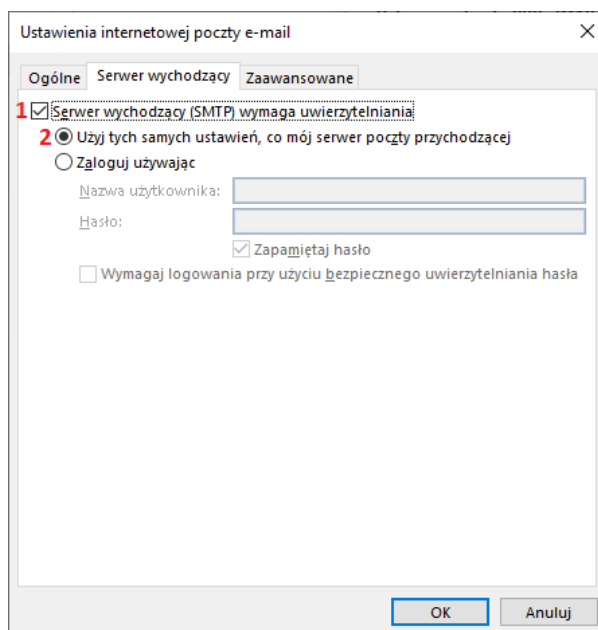 Ustawienia internetowej poczty e-mail
Ogólne Serwer wychodzący Zaawansowane
1 Serwer wychodzący (SMTP) wymaga uwierzytelniania
2 Użyj tych samych ustawień, co mój serwer poczty przychodzącej
Zaloguj używając
Nazwa użytkownika:
Hasło:
Zapamiętaj hasło
Wymagaj logowania przy użyciu bezpiecznego uwierzytelniania hasła
OK Anuluj